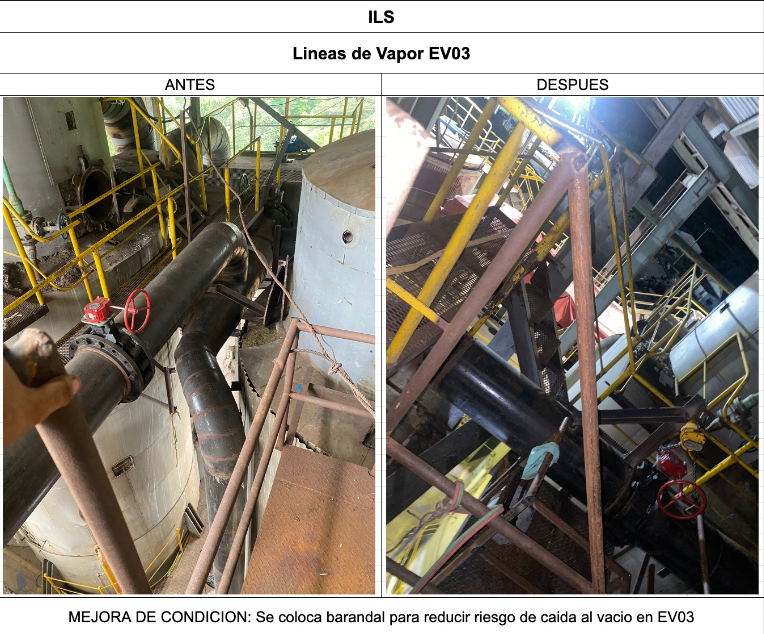 ILS
Lineas de Vapor EV03
ANTES
DESPUES
MEJORA DE CONDICION: Se coloca barandal para reducir riesgo de caida al vacio en EV03